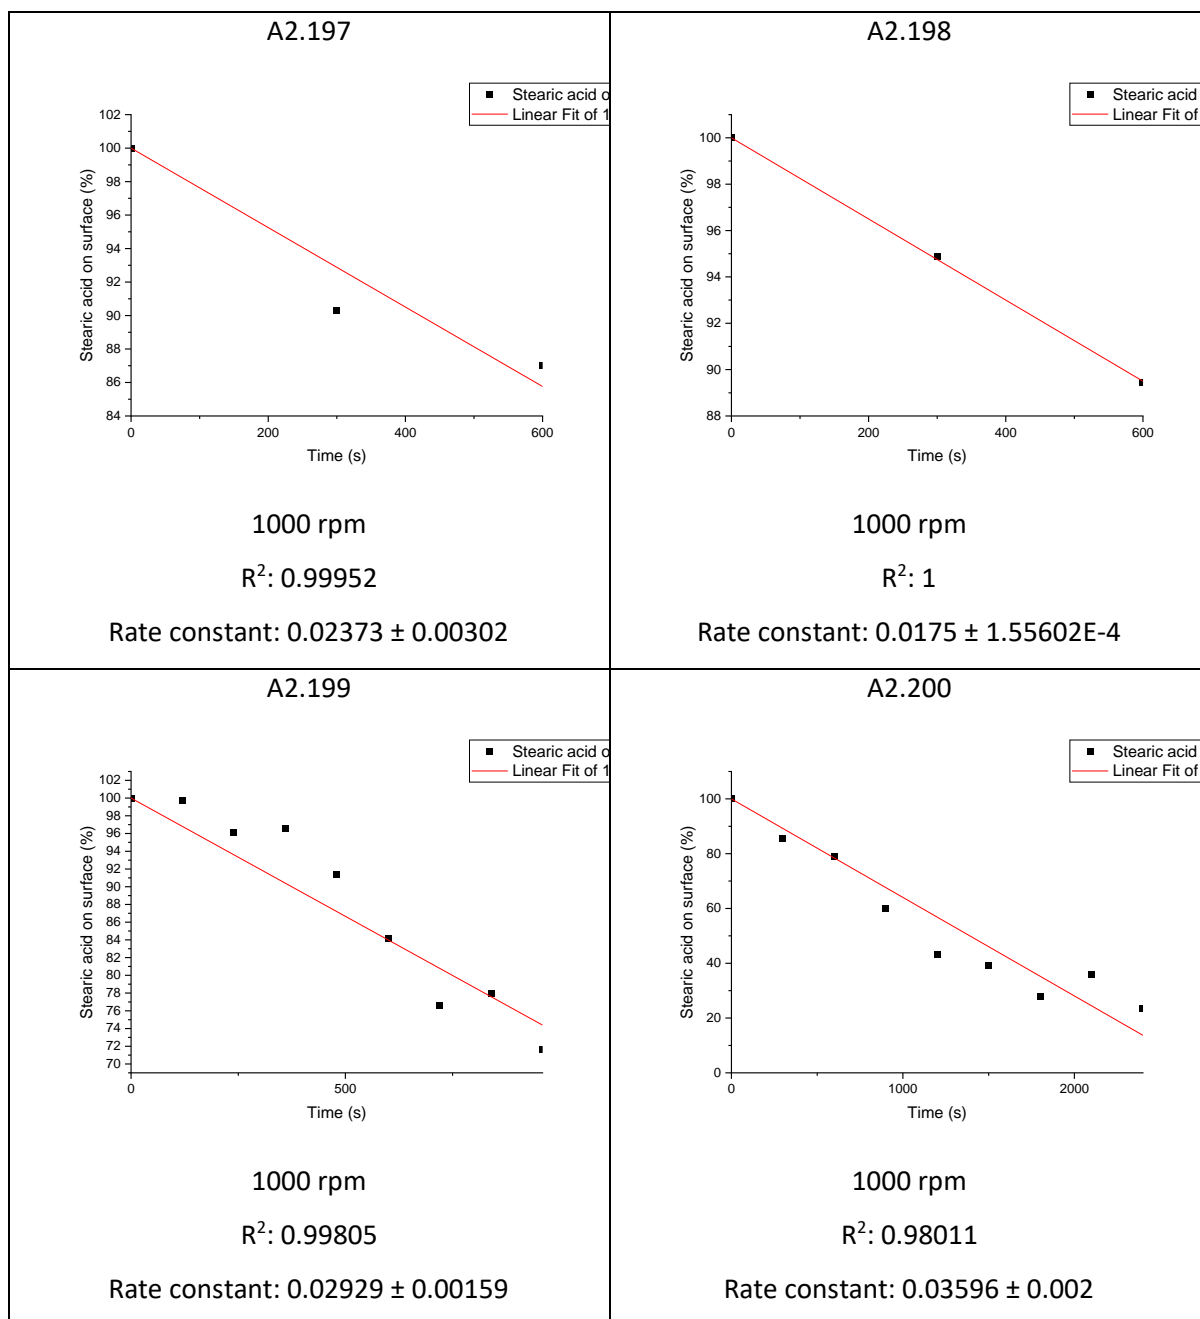 A2.197
Stearic acid o
Linear Fit of 1
102
100
98
96
94
92
90
88
86
84
0
200
400
600
Stearic acid on surface (%)
Time (s)
1000 rpm
R²: 0.99952
Rate constant: 0.02373 ± 0.00302
A2.198
Stearic acid
Linear Fit of
100
98
96
94
92
90
88
0
200
400
600
Stearic acid on surface (%)
Time (s)
1000 rpm
R²: 1
Rate constant: 0.0175 ± 1.55602E-4
A2.199
Stearic acid o
Linear Fit of 1
102
100
98
96
94
92
90
88
86
84
82
80
78
76
74
72
70
0
500
Stearic acid on surface (%)
Time (s)
1000 rpm
R²: 0.99805
Rate constant: 0.02929 ± 0.00159
A2.200
Stearic acid
Linear Fit of
100
80
60
40
20
0
0
1000
2000
Stearic acid on surface (%)
Time (s)
1000 rpm
R²: 0.98011
Rate constant: 0.03596 ± 0.002